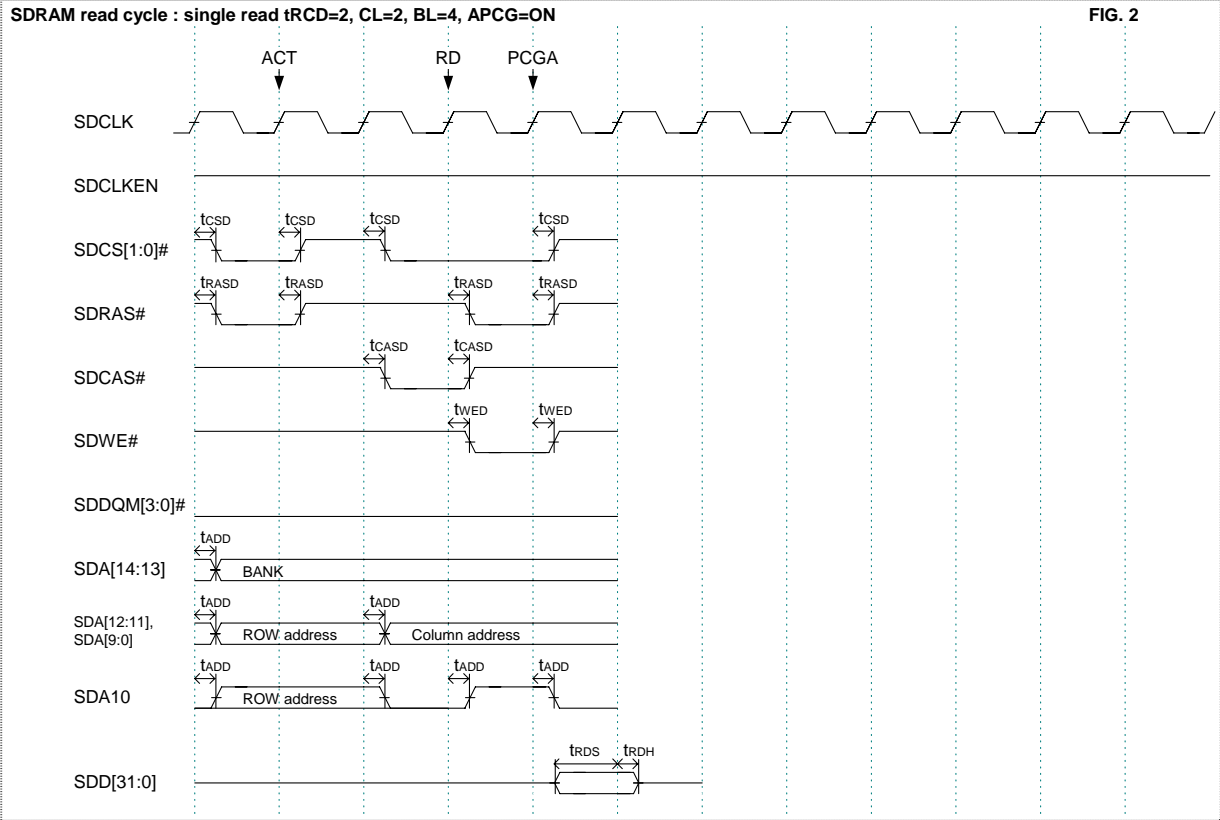 SDRAM read cycle : single read tRCD=2, CL=2, BL=4, APCG=ON FIG. 2
ACT RD PCGA
SDCLK
SDCLKEN
tCSD tCSD tCSD tCSD
SDCS[1:0]#
tRASD tRASD tRASD tRASD
SDRAS#
tCASD tCASD
SDCAS#
tWED tWED
SDWE#
SDDQM[3:0]#
tADD
SDA[14:13] BANK
tADD tADD
SDA[12:11],
SDA[9:0] ROW address Column address
tADD tADD tADD tADD
SDA10 ROW address
tRDS tRDH
SDD[31:0]